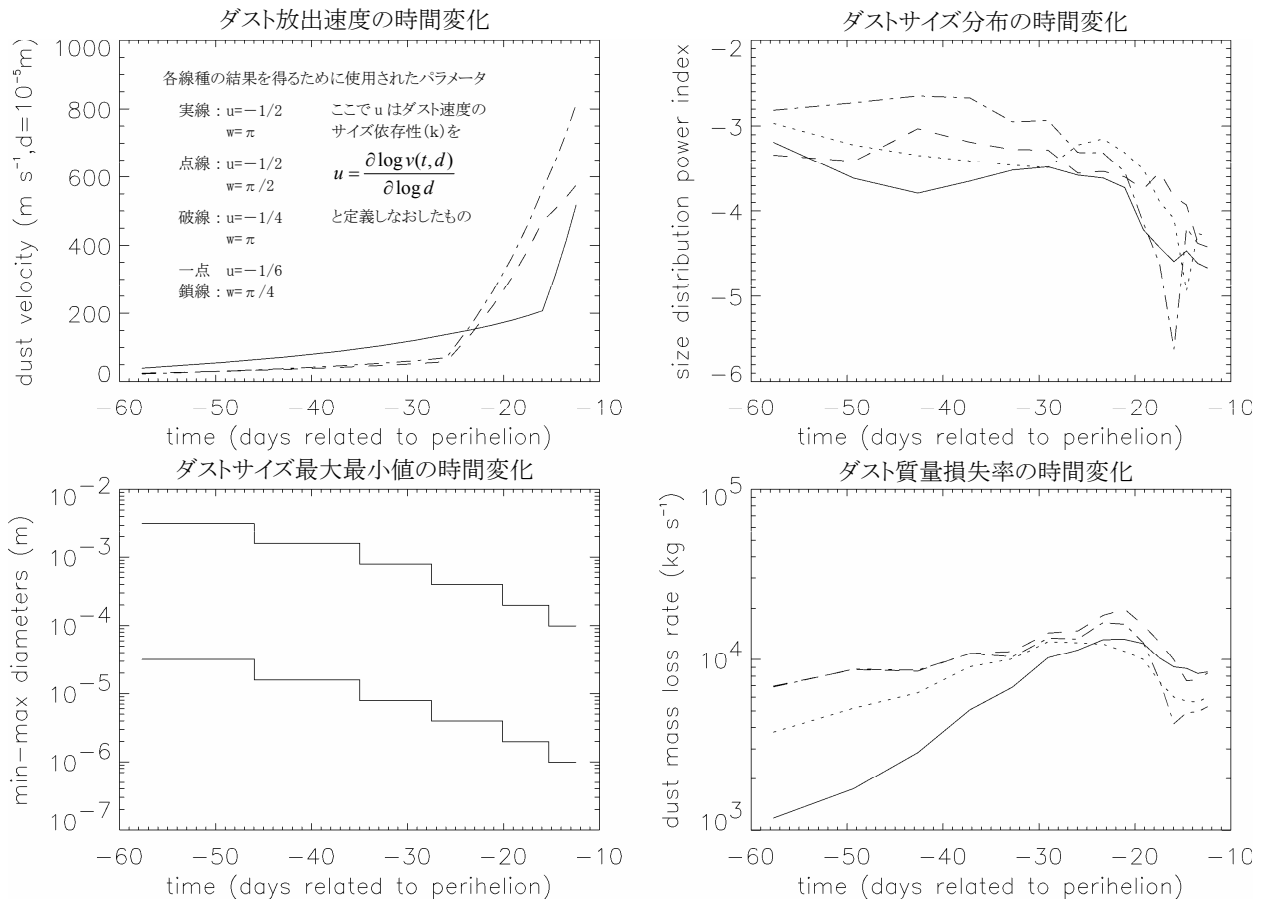 ダスト放出速度の時間変化
dust velocity (m s⁻¹,d=10⁻⁵m)
1000
800
600
400
200
0
各線種の結果を得るために使用されたパラメータ
実線：u=−1/2
w=π
点線：u=−1/2
w=π/2
破線：u=−1/4
w=π
一点 u=−1/6
鎖線：w=π/4
ここで u はダスト速度の
サイズ依存性(k)を
u = ∂log v(t,d) / ∂log d
と定義しなおしたもの
−60 −50 −40 −30 −20 −10
time (days related to perihelion)
ダストサイズ分布の時間変化
size distribution power index
−2
−3
−4
−5
−6
−60 −50 −40 −30 −20 −10
time (days related to perihelion)
ダストサイズ最大最小値の時間変化
min−max diameters (m)
10⁻²
10⁻³
10⁻⁴
10⁻⁵
10⁻⁶
10⁻⁷
−60 −50 −40 −30 −20 −10
time (days related to perihelion)
ダスト質量損失率の時間変化
dust mass loss rate (kg s⁻¹)
10⁵
10⁴
10³
−60 −50 −40 −30 −20 −10
time (days related to perihelion)